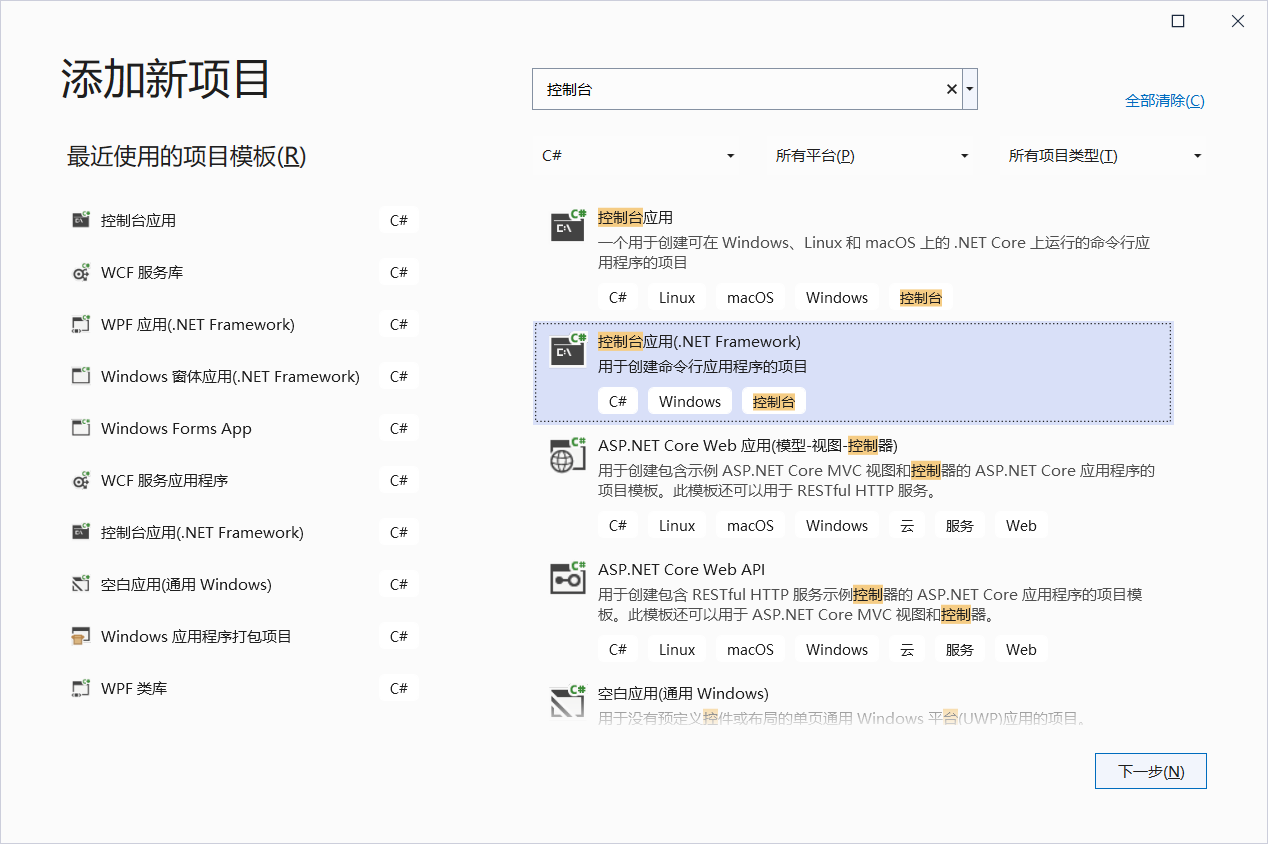 添加新项目
控制台
全部清除(C)
最近使用的项目模板(R)
C#
所有平台(P)
所有项目类型(T)
控制台应用
C#
WCF 服务库
C#
WPF 应用(.NET Framework)
C#
Windows 窗体应用(.NET Framework)
C#
Windows Forms App
C#
WCF 服务应用程序
C#
控制台应用(.NET Framework)
C#
空白应用(通用 Windows)
C#
Windows 应用程序打包项目
C#
WPF 类库
C#
控制台应用
一个用于创建可在 Windows、Linux 和 macOS 上的 .NET Core 上运行的命令行应
用程序的项目
C# Linux macOS Windows 控制台
控制台应用(.NET Framework)
用于创建命令行应用程序的项目
C# Windows 控制台
ASP.NET Core Web 应用(模型-视图-控制器)
用于创建包含示例 ASP.NET Core MVC 视图和控制器的 ASP.NET Core 应用程序的
项目模板。此模板还可以用于 RESTful HTTP 服务。
C# Linux macOS Windows 云 服务 Web
ASP.NET Core Web API
用于创建包含 RESTful HTTP 服务示例控制器的 ASP.NET Core 应用程序的项目模
板。此模板还可以用于 ASP.NET Core MVC 视图和控制器。
C# Linux macOS Windows 云 服务 Web
空白应用(通用 Windows)
用于没有预定义控件或布局的单页通用 Windows 平台(UWP)应用的项目。
下一步(N)